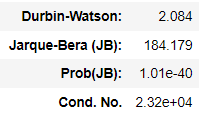 Durbin-Watson: 2.084
Jarque-Bera (JB): 184.179
Prob(JB): 1.01e-40
Cond. No. 2.32e+04